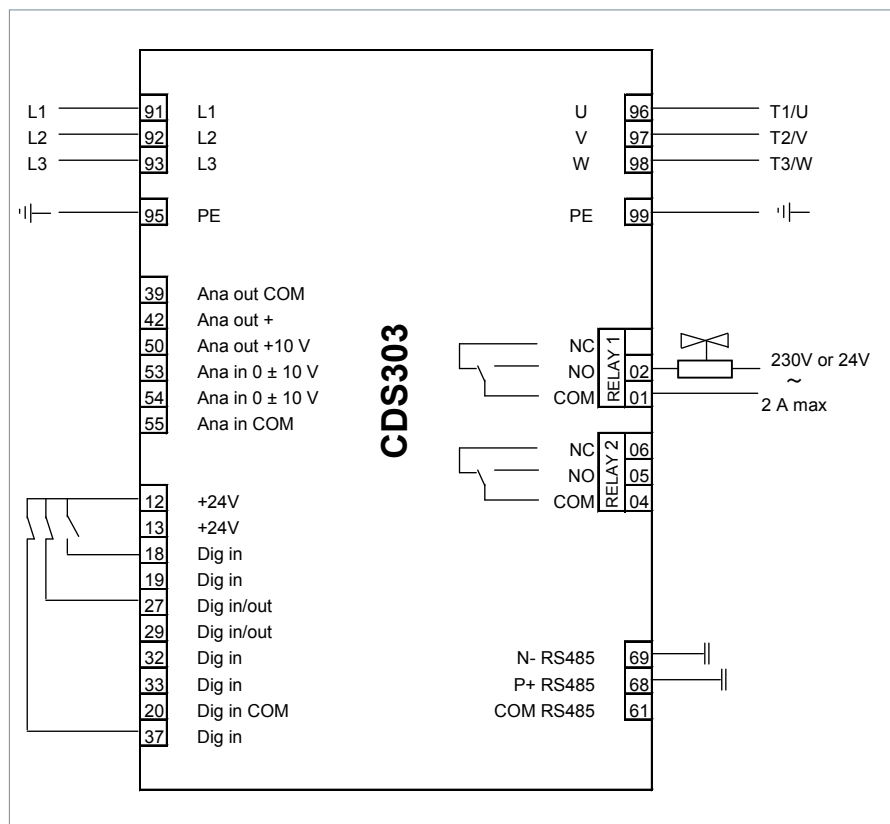 L1 91 L1 U 96 T1/U
L2 92 L2 V 97 T2/V
L3 93 L3 W 98 T3/W
95 PE PE 99
39 Ana out COM
42 Ana out +
50 Ana out +10 V
53 Ana in 0 ± 10 V
54 Ana in 0 ± 10 V
55 Ana in COM
CDS303
RELAY 1
NC
NO 02 230V or 24V
~
COM 01 2 A max
RELAY 2
NC 06
NO 05
COM 04
12 +24V
13 +24V
18 Dig in
19 Dig in
27 Dig in/out
29 Dig in/out
32 Dig in
33 Dig in
20 Dig in COM
37 Dig in
N- RS485 69
P+ RS485 68
COM RS485 61